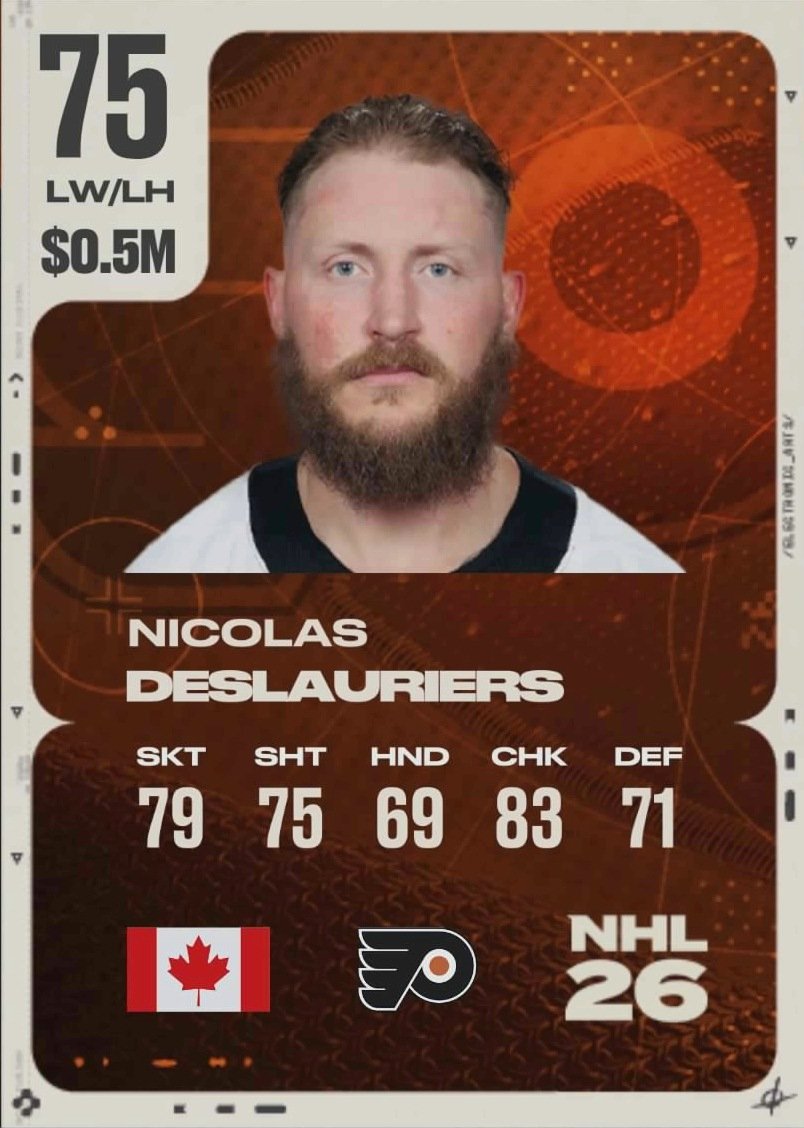 75
LW/LH
$0.5M
NICOLAS
DESLAURIERS
SKT SHT HND CHK DEF
79 75 69 83 71
NHL
26